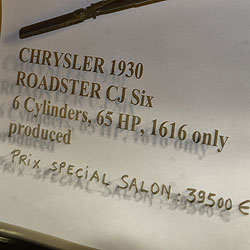 CHRYSLER 1930
ROADSTER CJ Six
6 Cylinders, 65 HP, 1616 only
produced
PRIX SPECIAL SALON : 39500 €